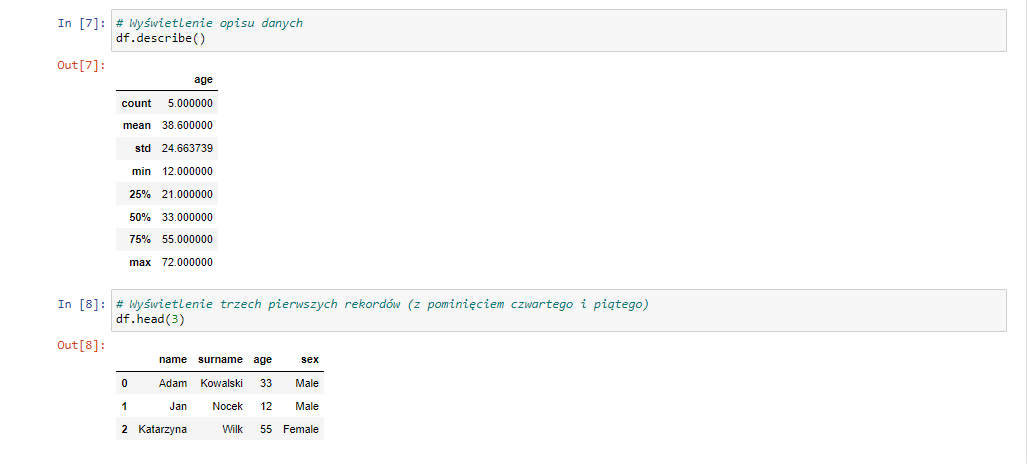 In [7]: # Wyświetlenie opisu danych
df.describe()
Out[7]:
age
count 5.000000
mean 38.600000
std 24.663739
min 12.000000
25% 21.000000
50% 33.000000
75% 55.000000
max 72.000000
In [8]: # Wyświetlenie trzech pierwszych rekordów (z pominięciem czwartego i piątego)
df.head(3)
Out[8]:
name surname age sex
0 Adam Kowalski 33 Male
1 Jan Nocek 12 Male
2 Katarzyna Wilk 55 Female